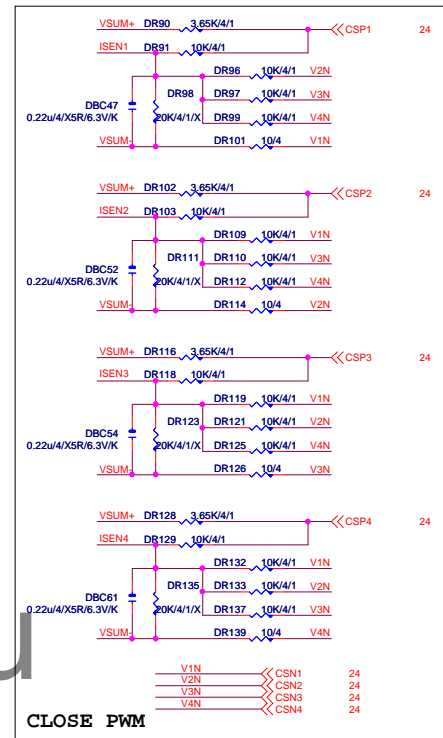 VSUM+ DR90 3.65K/4/1 CSP1 24
ISEN1 DR91 10K/4/1
DR96 10K/4/1 V2N
DR98 DR97 10K/4/1 V3N
DBC47
0.22u/4/X5R/6.3V/K 20K/4/1/X DR99 10K/4/1 V4N
VSUM- DR101 10/4 V1N
VSUM+ DR102 3.65K/4/1 CSP2 24
ISEN2 DR103 10K/4/1
DR109 10K/4/1 V1N
DR111 DR110 10K/4/1 V3N
DBC52
0.22u/4/X5R/6.3V/K 20K/4/1/X DR112 10K/4/1 V4N
VSUM- DR114 10/4 V2N
VSUM+ DR116 3.65K/4/1 CSP3 24
ISEN3 DR118 10K/4/1
DR119 10K/4/1 V1N
DR123 DR121 10K/4/1 V2N
DBC54
0.22u/4/X5R/6.3V/K 20K/4/1/X DR125 10K/4/1 V4N
VSUM- DR126 10/4 V3N
VSUM+ DR128 3.65K/4/1 CSP4 24
ISEN4 DR129 10K/4/1
DR132 10K/4/1 V1N
DR135 DR133 10K/4/1 V2N
DBC61
0.22u/4/X5R/6.3V/K 20K/4/1/X DR137 10K/4/1 V3N
VSUM- DR139 10/4 V4N
u
V1N CSN1 24
V2N CSN2 24
V3N CSN3 24
V4N CSN4 24
CLOSE PWM